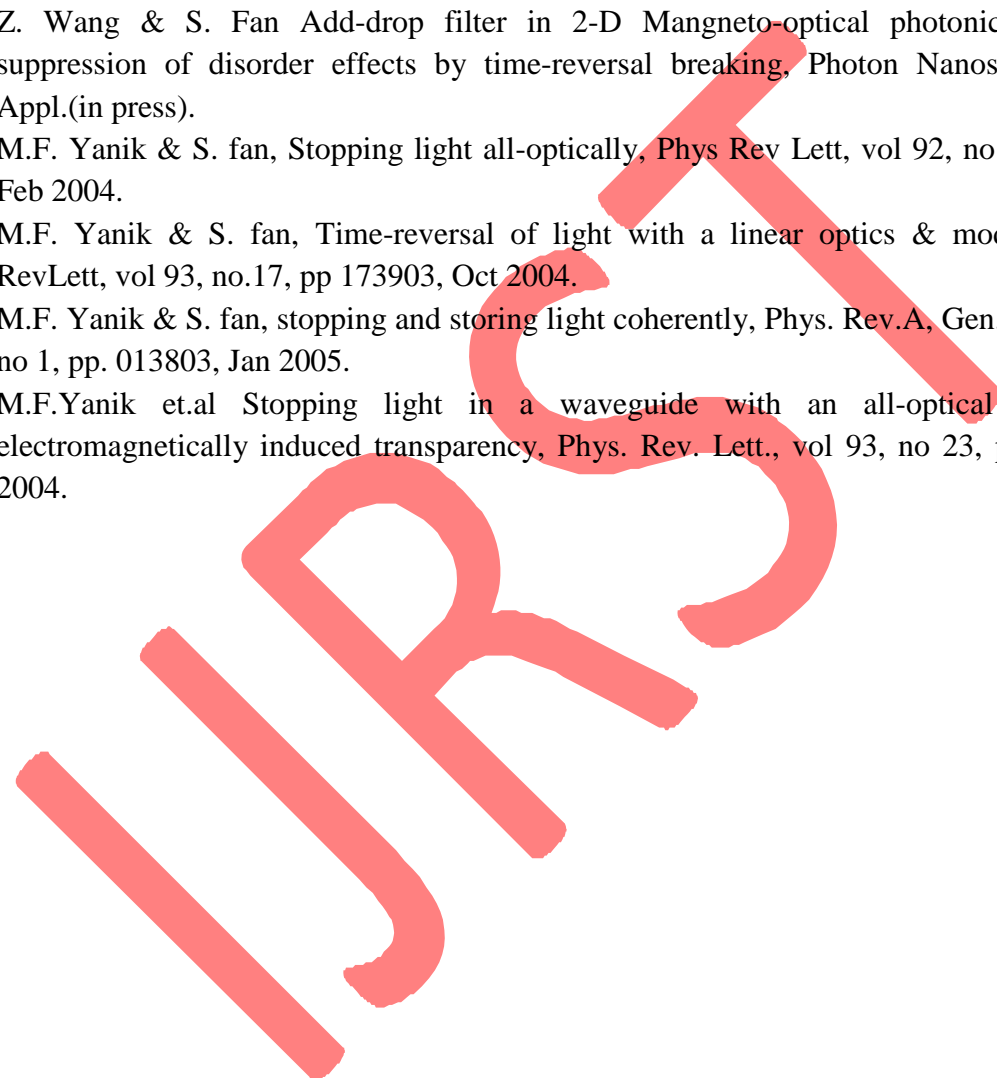 Z. Wang & S. Fan Add-drop filter in 2-D Mangneto-optical photonic
suppression of disorder effects by time-reversal breaking, Photon Nanos
Appl.(in press).
M.F. Yanik & S. fan, Stopping light all-optically, Phys Rev Lett, vol 92, no
Feb 2004.
M.F. Yanik & S. fan, Time-reversal of light with a linear optics & mod
RevLett, vol 93, no.17, pp 173903, Oct 2004.
M.F. Yanik & S. fan, stopping and storing light coherently, Phys. Rev.A, Gen
no 1, pp. 013803, Jan 2005.
M.F.Yanik et.al Stopping light in a waveguide with an all-optical
electromagnetically induced transparency, Phys. Rev. Lett., vol 93, no 23, p
2004.
IJRST